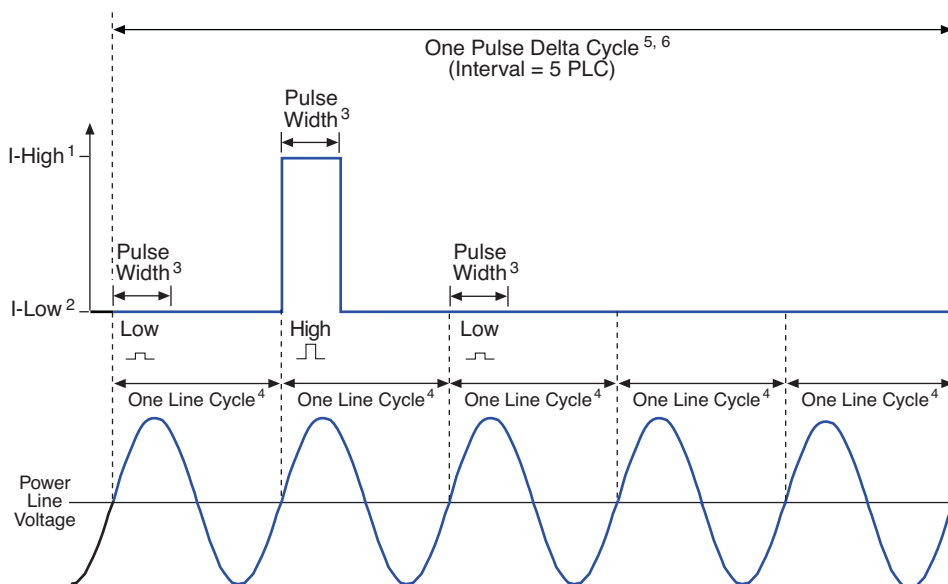 One Pulse Delta Cycle 5, 6
(Interval = 5 PLC)
Pulse
Width 3
I-High 1
Pulse
Width 3
Pulse
Width 3
I-Low 2
Low
High
Low
One Line Cycle 4
One Line Cycle 4
One Line Cycle 4
One Line Cycle 4
One Line Cycle 4
Power
Line
Voltage